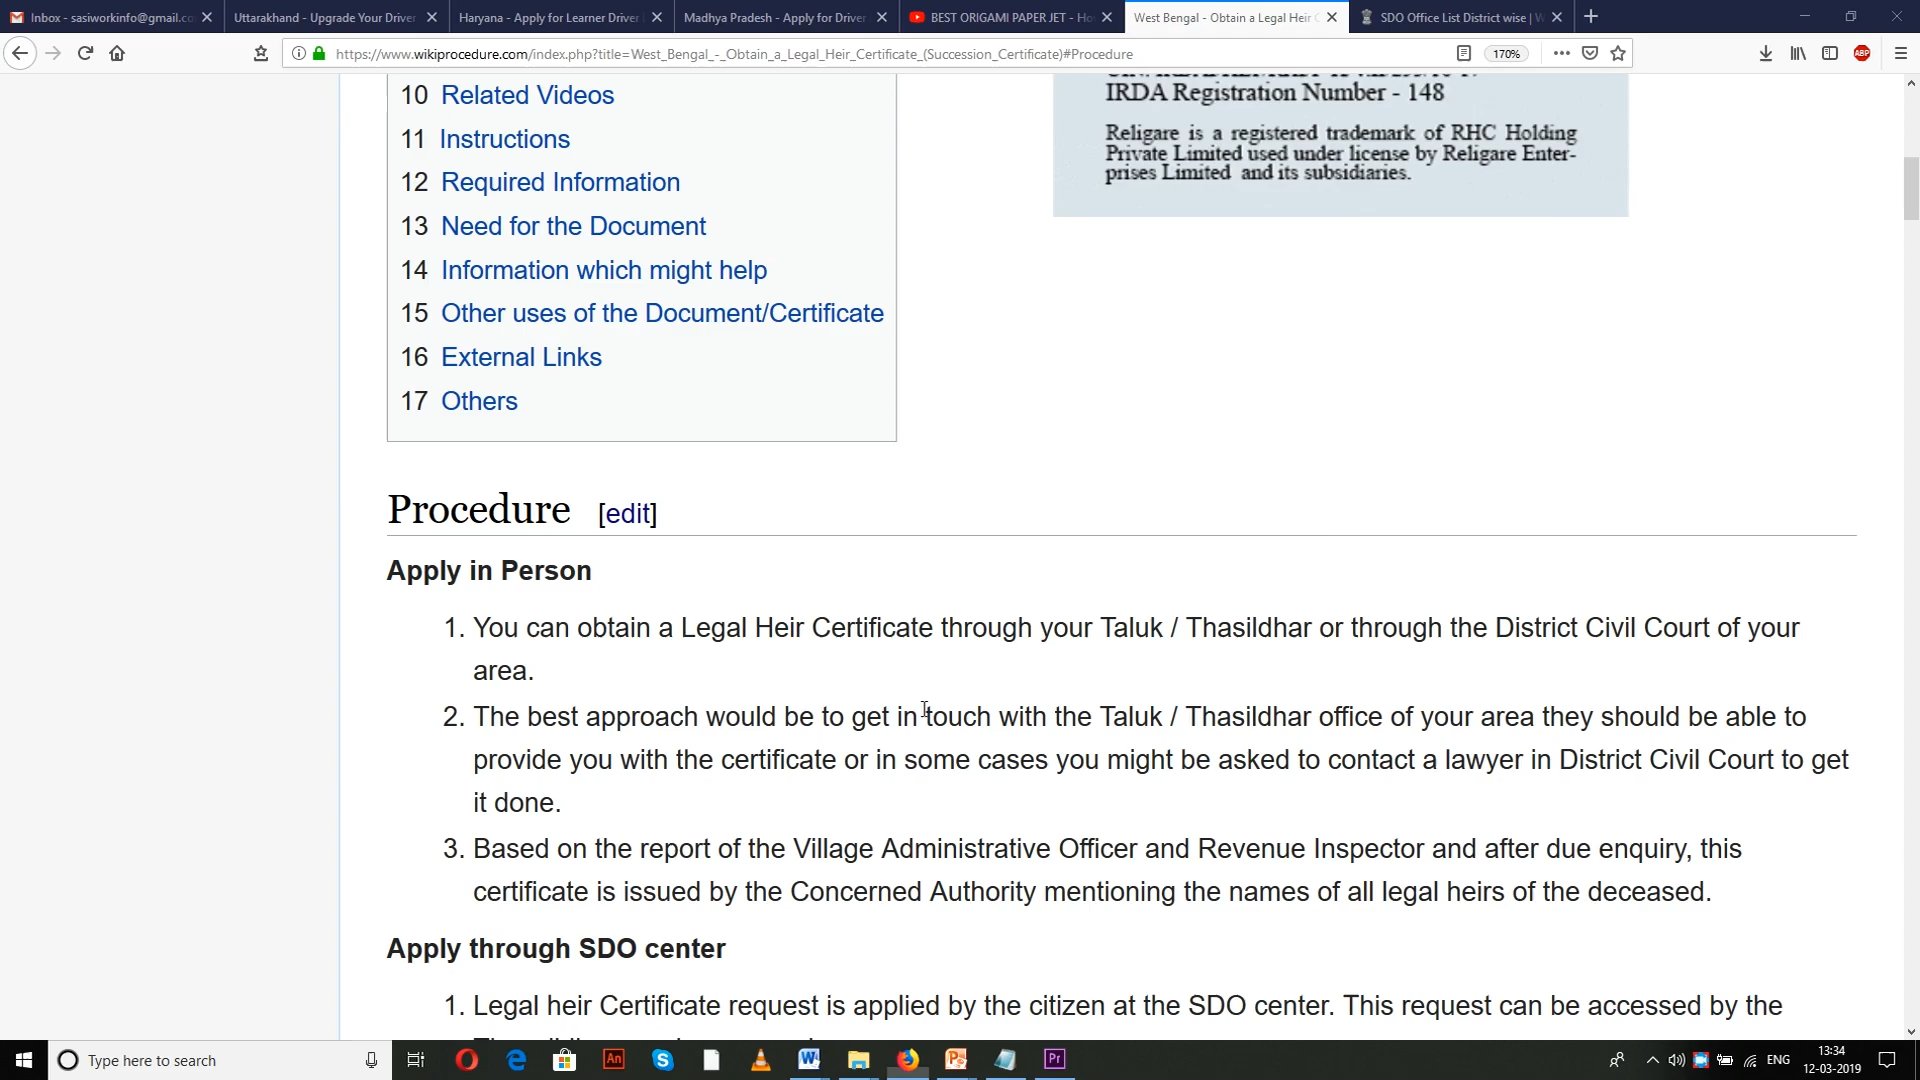 Inbox - sasiworkinfo@gmail.co
Uttarakhand - Upgrade Your Driver
Haryana - Apply for Learner Driver
Madhya Pradesh - Apply for Driver
BEST ORIGAMI PAPER JET - Ho
West Bengal - Obtain a Legal Heir C
SDO Office List District wise | W
https://www.wikiprocedure.com/index.php?title=West_Bengal_-_Obtain_a_Legal_Heir_Certificate_(Succession_Certificate)#Procedure
170%
ABP
10 Related Videos
11 Instructions
12 Required Information
13 Need for the Document
14 Information which might help
15 Other uses of the Document/Certificate
16 External Links
17 Others
IRDA Registration Number - 148
Religare is a registered trademark of RHC Holding
Private Limited used under license by Religare Enter-
prises Limited and its subsidiaries.
Procedure [edit]
Apply in Person
1. You can obtain a Legal Heir Certificate through your Taluk / Thasildhar or through the District Civil Court of your
area.
2. The best approach would be to get in touch with the Taluk / Thasildhar office of your area they should be able to
provide you with the certificate or in some cases you might be asked to contact a lawyer in District Civil Court to get
it done.
3. Based on the report of the Village Administrative Officer and Revenue Inspector and after due enquiry, this
certificate is issued by the Concerned Authority mentioning the names of all legal heirs of the deceased.
Apply through SDO center
1. Legal heir Certificate request is applied by the citizen at the SDO center. This request can be accessed by the
Type here to search
An
Pr
ENG
13:34
12-03-2019